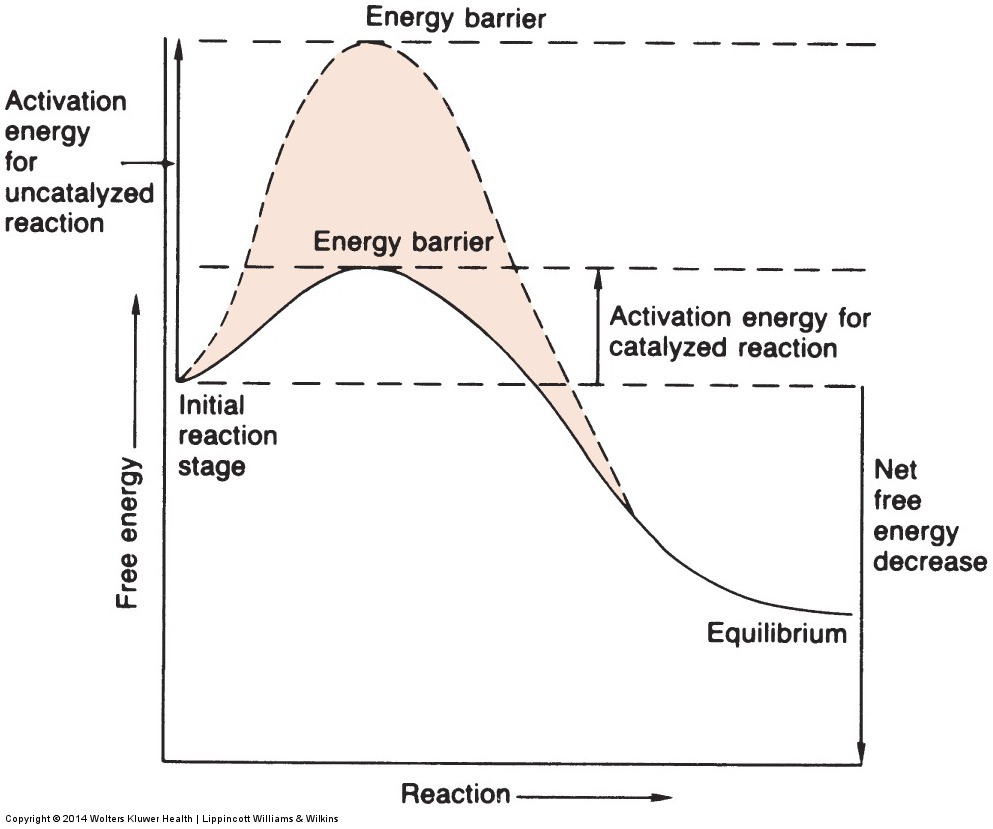 Energy barrier
Activation
energy
for
uncatalyzed
reaction
Energy barrier
Activation energy for
catalyzed reaction
Initial
reaction
stage
Free energy
Net
free
energy
decrease
Equilibrium
Reaction
Copyright © 2014 Wolters Kluwer Health | Lippincott Williams & Wilkins